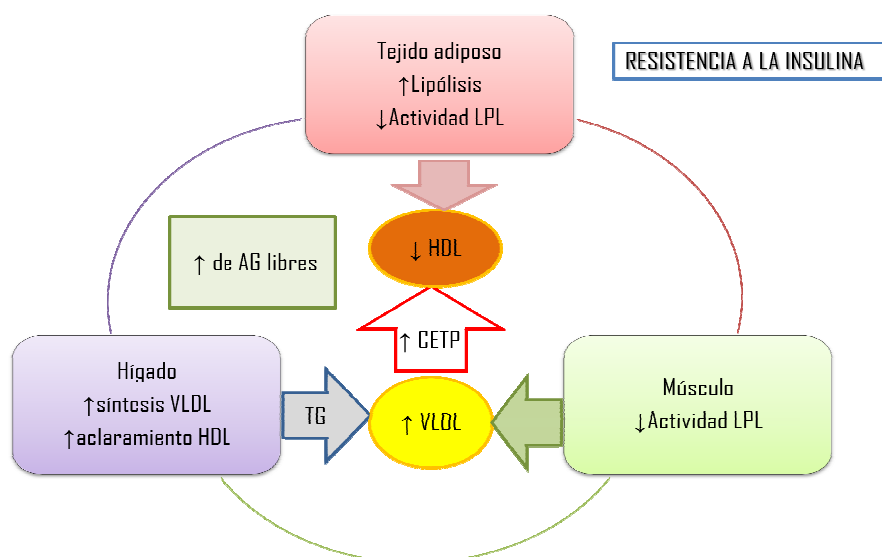 Tejido adiposo
↑Lipólisis
↓Actividad LPL
RESISTENCIA A LA INSULINA
↑ de AG libres
↓ HDL
↑ CETP
Hígado
↑síntesis VLDL
↑aclaramiento HDL
TG
↑ VLDL
Músculo
↓Actividad LPL